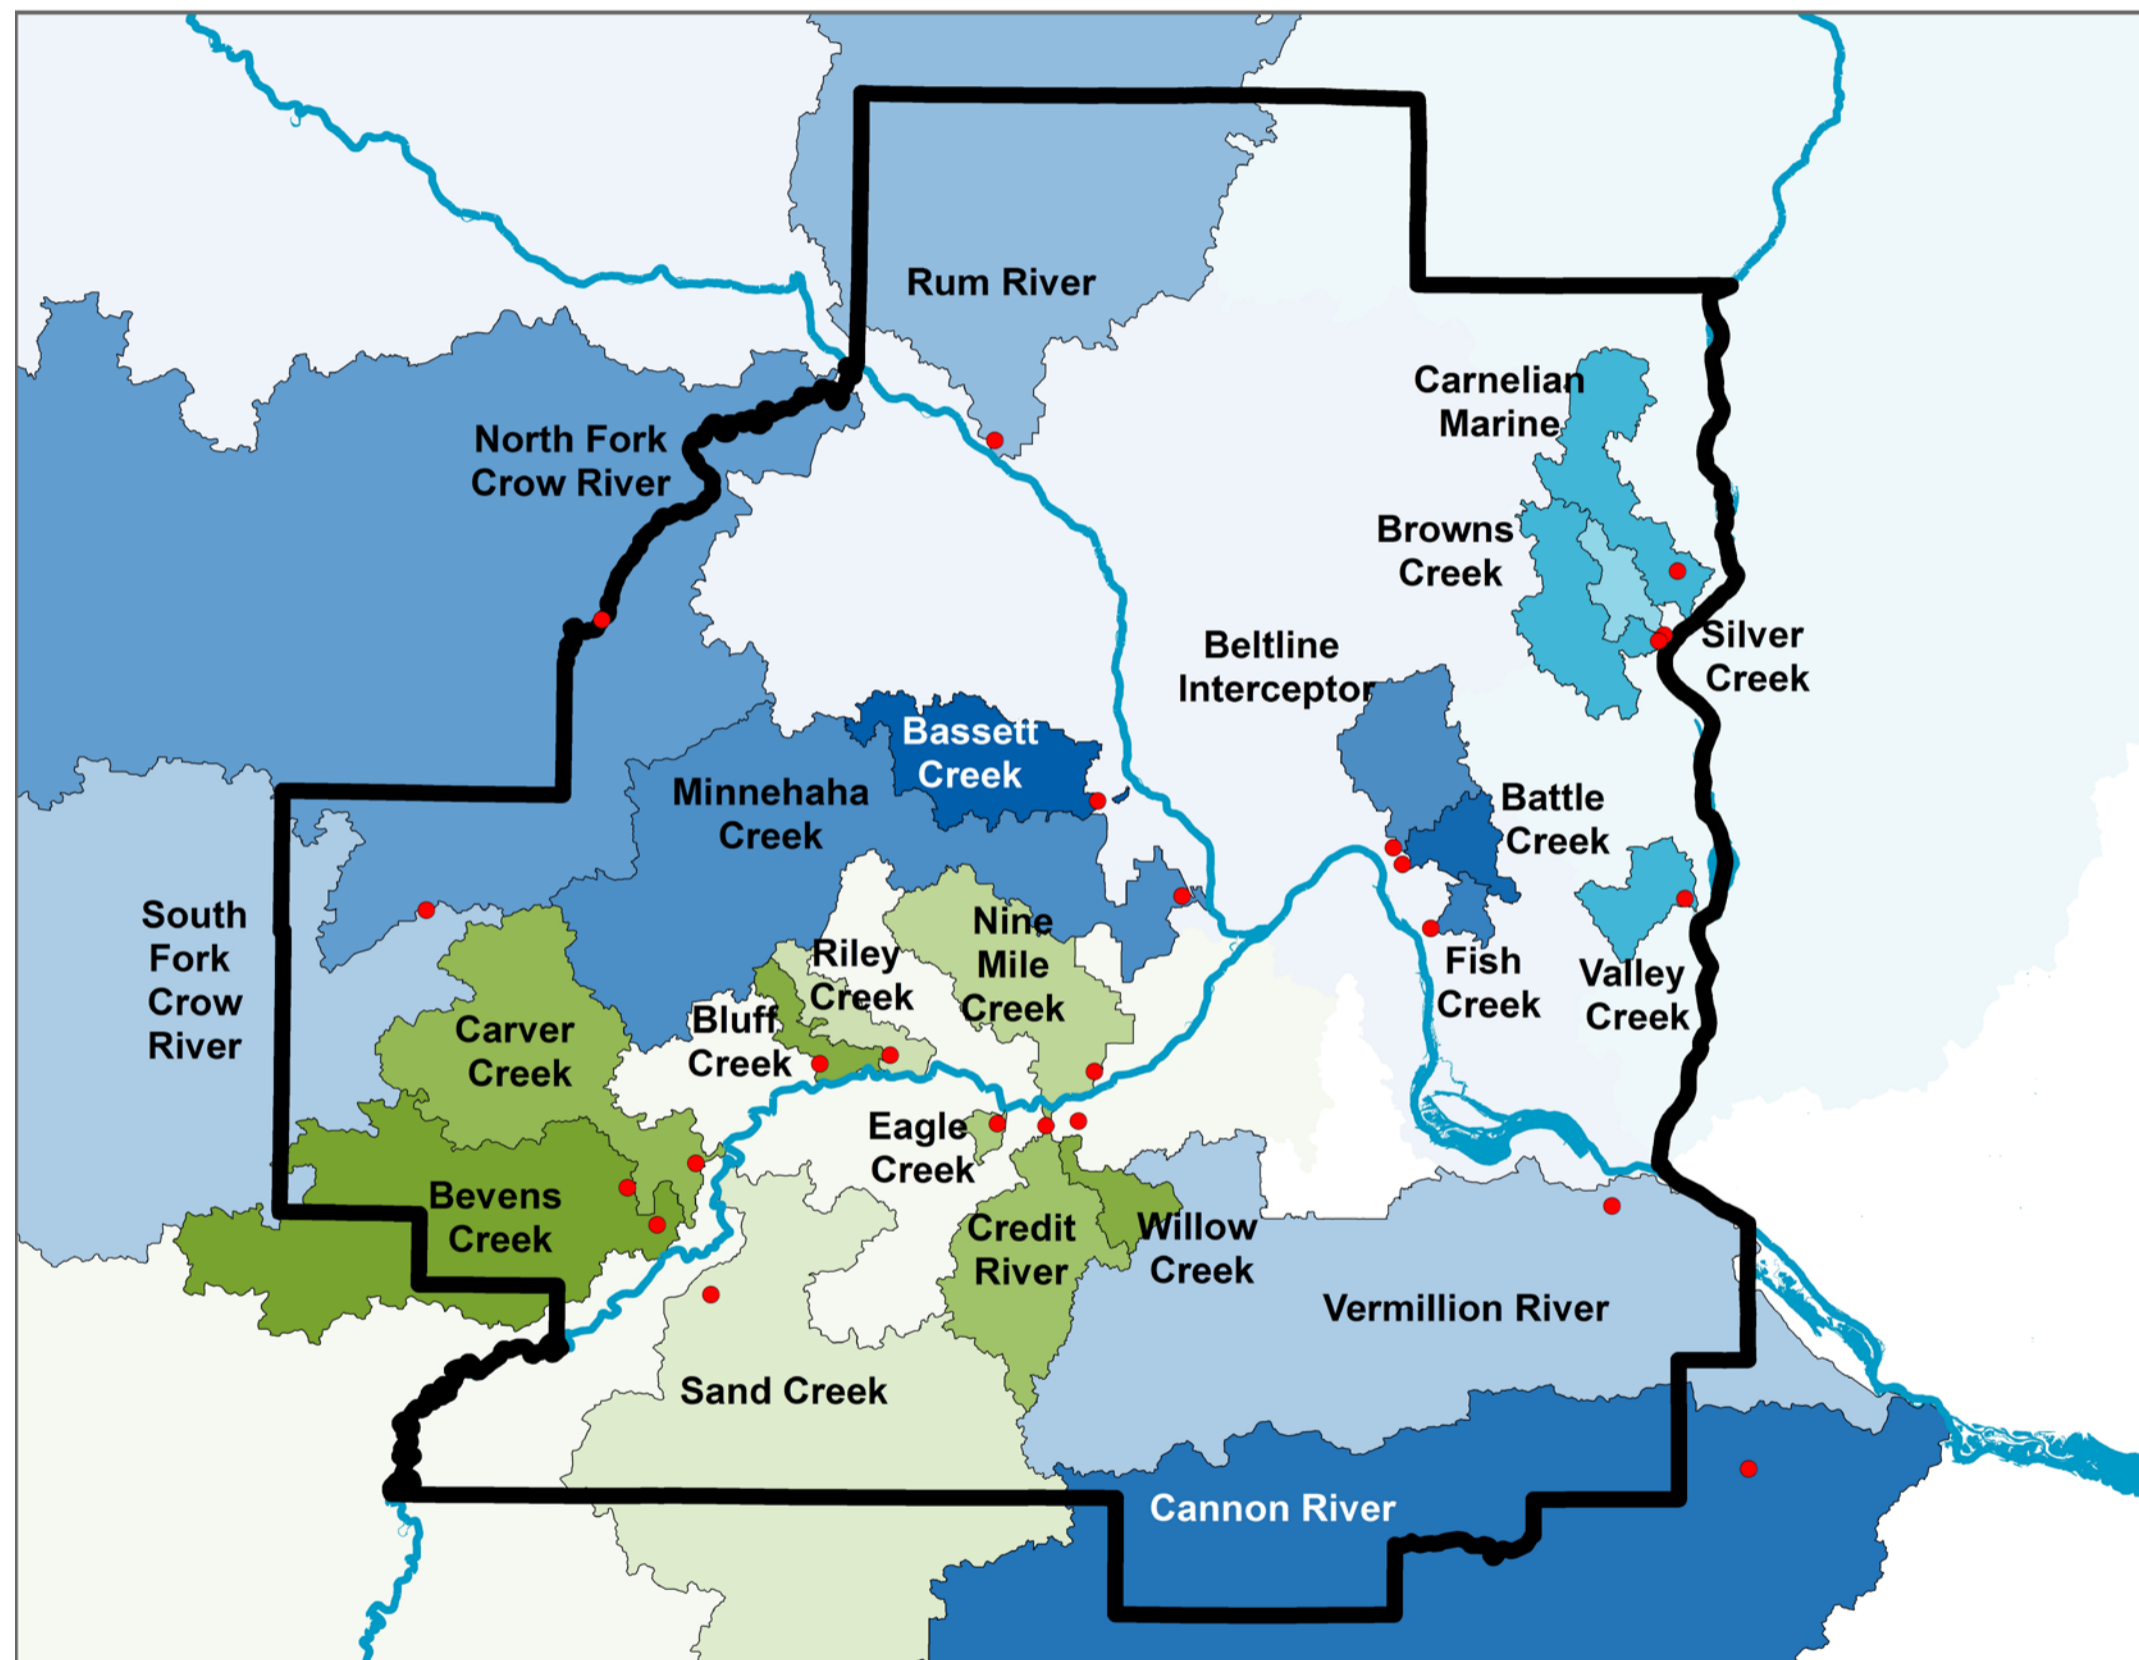 Rum River
Carnelian
Marine
North Fork
Crow River
Browns
Creek
Silver
Creek
Beltline
Interceptor
Bassett
Creek
Minnehaha
Creek
Battle
Creek
South
Fork
Crow
River
Nine
Mile
Creek
Riley
Creek
Fish
Creek
Valley
Creek
Bluff
Creek
Carver
Creek
Eagle
Creek
Bevens
Creek
Credit
River
Willow
Creek
Vermillion River
Sand Creek
Cannon River